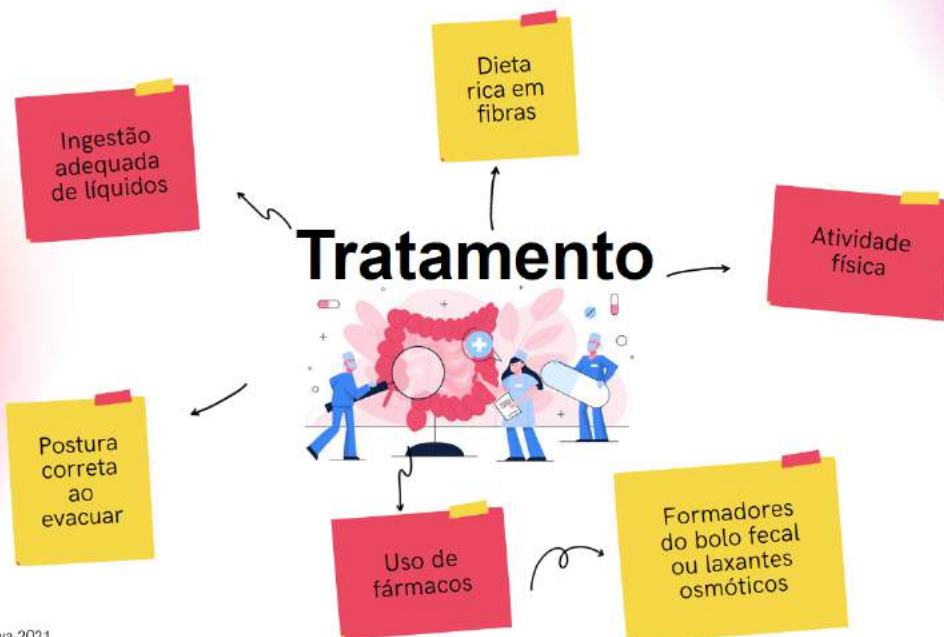 Dieta
rica em
fibras
Ingestão
adequada
de líquidos
Tratamento
Atividade
física
Postura
correta
ao
evacuar
Uso de
fármacos
Formadores
do bolo fecal
ou laxantes
osmóticos
2021